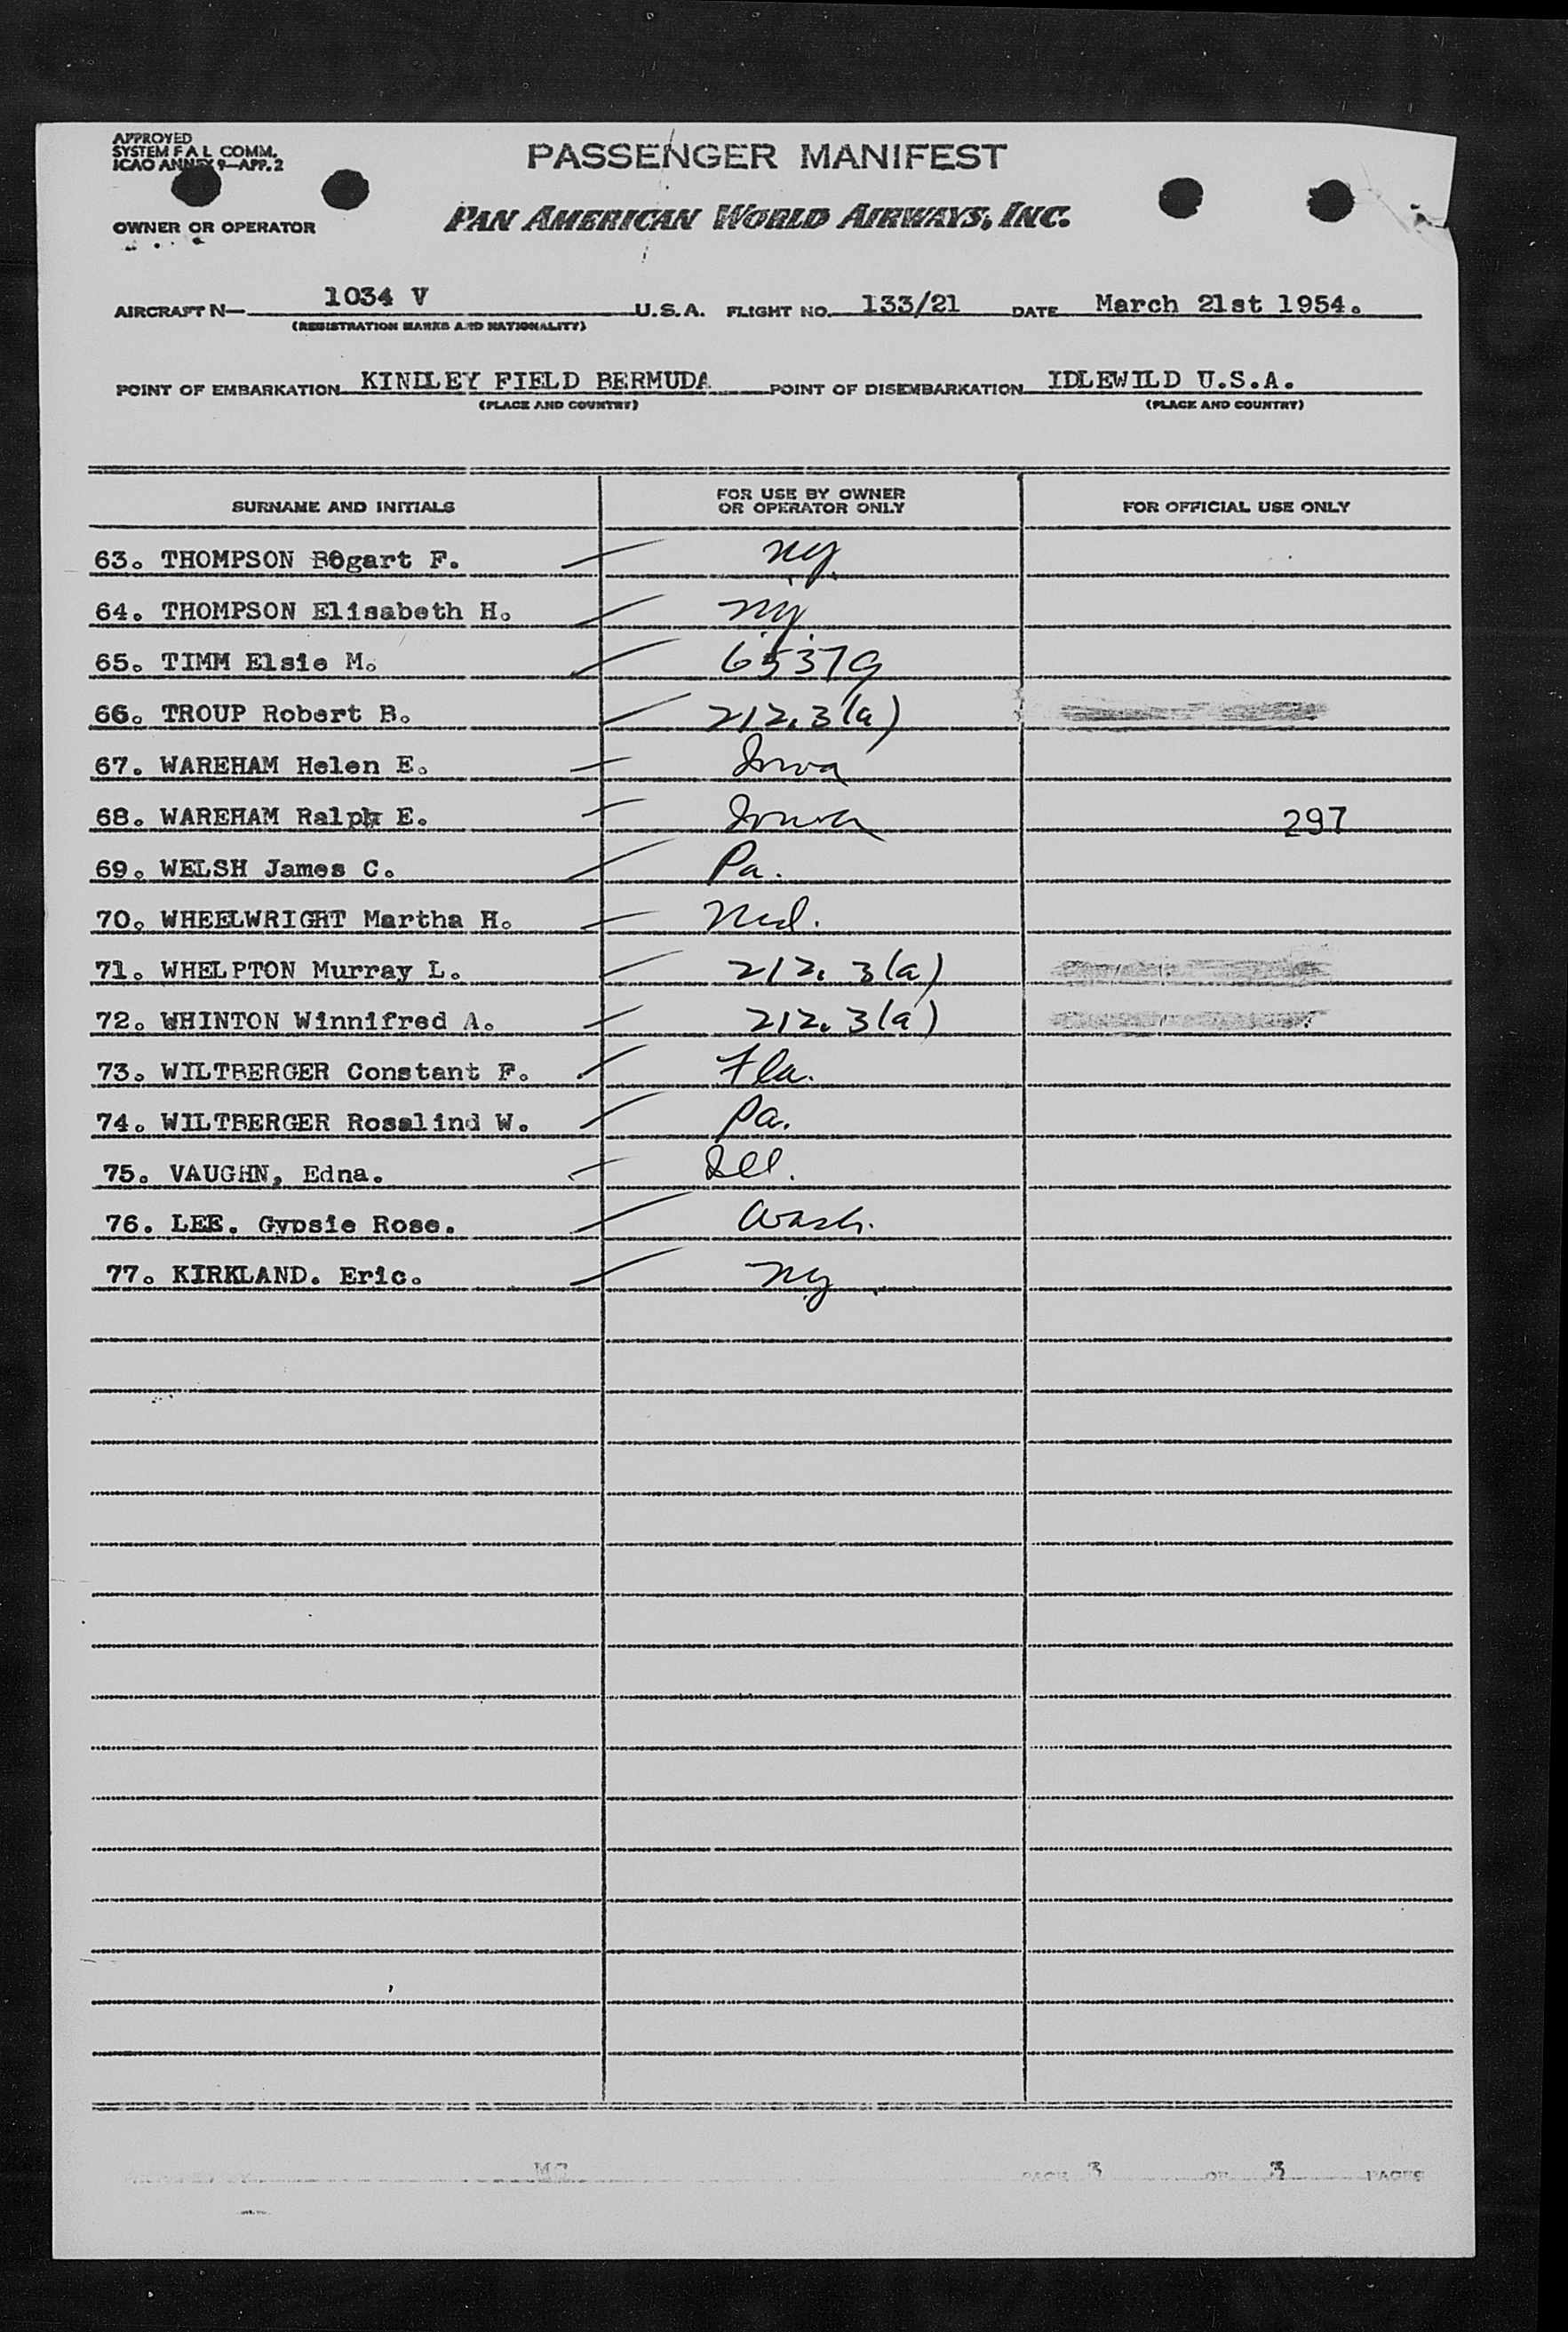 APPROVED
SYSTEM F A L COMM.
ICAO ANNEX 9—APP. 2
PASSENGER MANIFEST
OWNER OR OPERATOR
PAN AMERICAN WORLD AIRWAYS, INC.
AIRCRAFT N— 1034 V U.S.A. FLIGHT NO. 133/21 DATE March 21st 1954.
(REGISTRATION MARKS AND NATIONALITY)
POINT OF EMBARKATION KINDLEY FIELD BERMUDA POINT OF DISEMBARKATION IDLEWILD U.S.A.
(PLACE AND COUNTRY) (PLACE AND COUNTRY)
SURNAME AND INITIALS FOR USE BY OWNER OR OPERATOR ONLY FOR OFFICIAL USE ONLY
63. THOMPSON BOgart F. ny
64. THOMPSON Elisabeth H. ny
65. TIMM Elsie M.
66. TROUP Robert B. 212.3(a)
67. WAREHAM Helen E. Iowa
68. WAREHAM Ralph E. Iowa 297
69. WELSH James C. Pa.
70. WHEELWRIGHT Martha H. Md.
71. WHELPTON Murray L. 212.3(a)
72. WHINTON Winnifred A. 212.3(a)
73. WILTBERGER Constant F. Fla.
74. WILTBERGER Rosalind W. Pa.
75. VAUGHN, Edna. Ill.
76. LEE. Gypsie Rose. Wash.
77. KIRKLAND. Eric. ny
MC PAGE 3 OF 3 PAGES